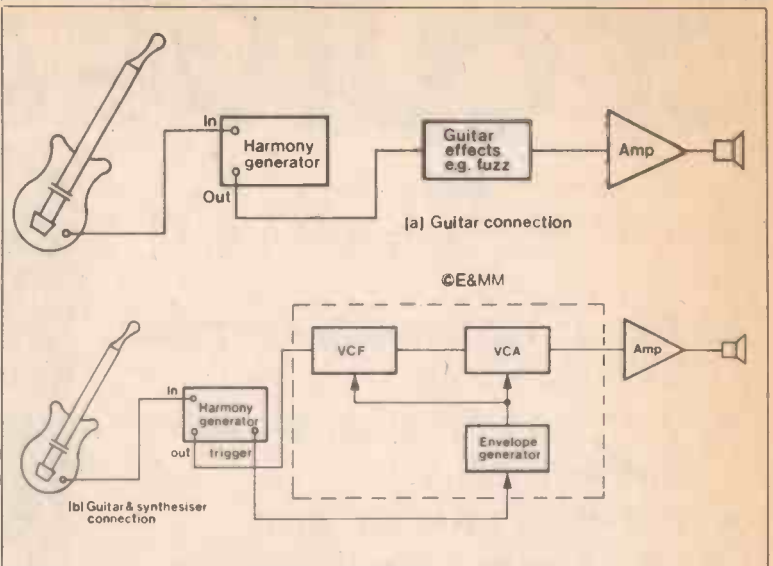 In
Harmony
generator
Out
Guitar
effects
e.g. fuzz
Amp
(a) Guitar connection
©E&MM
In
Harmony
generator
out trigger
VCF
VCA
Amp
Envelope
generator
(b) Guitar & synthesiser
connection